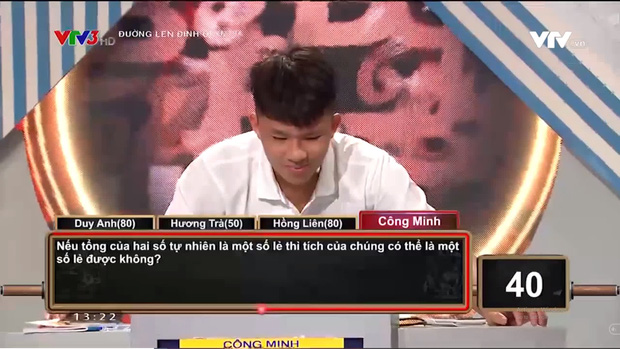 VTV3 HD ĐƯỜNG LÊN ĐỈNH
VTV
Duy Anh(80) Hương Trà(50) Hồng Liên(80) Công Minh
Nếu tổng của hai số tự nhiên là một số lẻ thì tích của chúng có thể là một
số lẻ được không?
40
13:22
CÔNG MINH